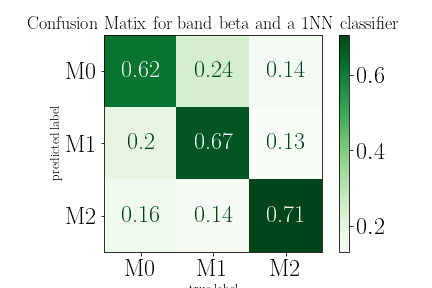 Confusion Matix for band beta and a 1NN classifier
predicted label
M0 0.62 0.24 0.14
M1 0.2 0.67 0.13
M2 0.16 0.14 0.71
M0 M1 M2
true label
0.6
0.4
0.2